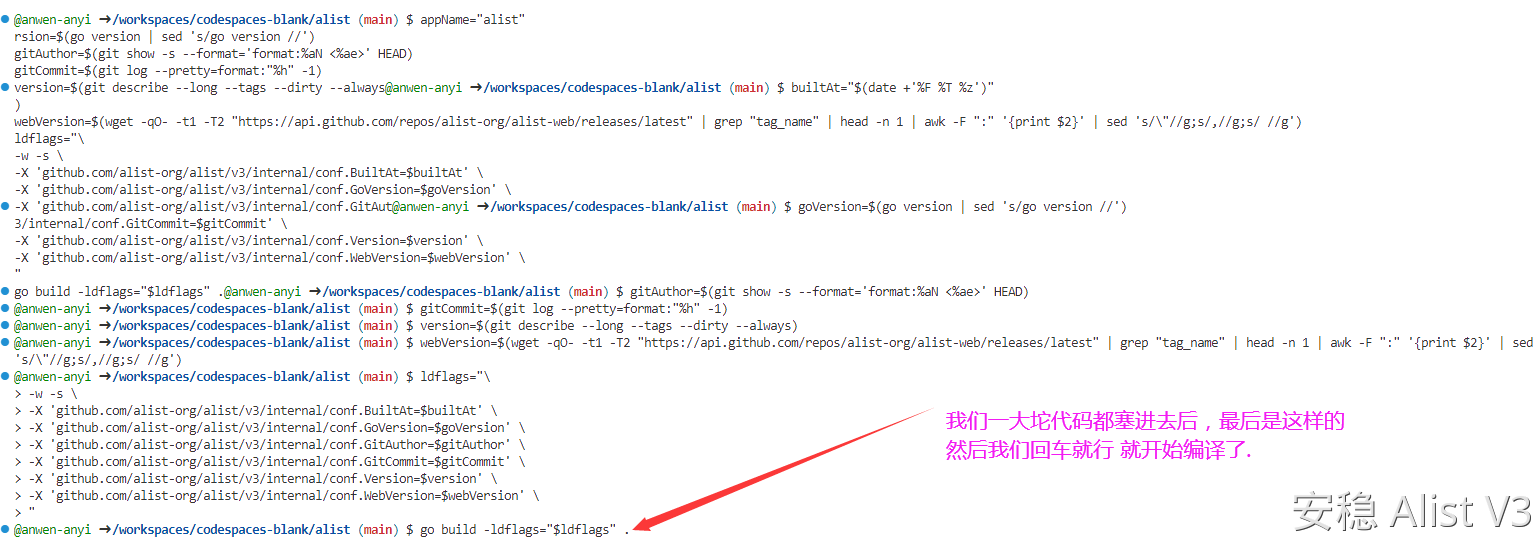 @anwen-anyi ➜/workspaces/codespaces-blank/alist (main) $ appName="alist"
rsion=$(go version | sed 's/go version //')
gitAuthor=$(git show -s --format='format:%aN <%ae>' HEAD)
gitCommit=$(git log --pretty=format:"%h" -1)
version=$(git describe --long --tags --dirty --always@anwen-anyi ➜/workspaces/codespaces-blank/alist (main) $ builtAt="$(date +'%F %T %z')"
)
webVersion=$(wget -qO- -t1 -T2 "https://api.github.com/repos/alist-org/alist-web/releases/latest" | grep "tag_name" | head -n 1 | awk -F ":" '{print $2}' | sed 's/\"//g;s/,//g;s/ //g')
ldflags="\
-w -s \
-X 'github.com/alist-org/alist/v3/internal/conf.BuiltAt=$builtAt' \
-X 'github.com/alist-org/alist/v3/internal/conf.GoVersion=$goVersion' \
-X 'github.com/alist-org/alist/v3/internal/conf.GitAut@anwen-anyi ➜/workspaces/codespaces-blank/alist (main) $ goVersion=$(go version | sed 's/go version //')
3/internal/conf.GitCommit=$gitCommit' \
-X 'github.com/alist-org/alist/v3/internal/conf.Version=$version' \
-X 'github.com/alist-org/alist/v3/internal/conf.WebVersion=$webVersion' \
"
go build -ldflags="$ldflags" .@anwen-anyi ➜/workspaces/codespaces-blank/alist (main) $ gitAuthor=$(git show -s --format='format:%aN <%ae>' HEAD)
@anwen-anyi ➜/workspaces/codespaces-blank/alist (main) $ gitCommit=$(git log --pretty=format:"%h" -1)
@anwen-anyi ➜/workspaces/codespaces-blank/alist (main) $ version=$(git describe --long --tags --dirty --always)
@anwen-anyi ➜/workspaces/codespaces-blank/alist (main) $ webVersion=$(wget -qO- -t1 -T2 "https://api.github.com/repos/alist-org/alist-web/releases/latest" | grep "tag_name" | head -n 1 | awk -F ":" '{print $2}' | sed
's/\"//g;s/,//g;s/ //g')
@anwen-anyi ➜/workspaces/codespaces-blank/alist (main) $ ldflags="\
> -w -s \
> -X 'github.com/alist-org/alist/v3/internal/conf.BuiltAt=$builtAt' \
> -X 'github.com/alist-org/alist/v3/internal/conf.GoVersion=$goVersion' \
> -X 'github.com/alist-org/alist/v3/internal/conf.GitAuthor=$gitAuthor' \
> -X 'github.com/alist-org/alist/v3/internal/conf.GitCommit=$gitCommit' \
> -X 'github.com/alist-org/alist/v3/internal/conf.Version=$version' \
> -X 'github.com/alist-org/alist/v3/internal/conf.WebVersion=$webVersion' \
> "
@anwen-anyi ➜/workspaces/codespaces-blank/alist (main) $ go build -ldflags="$ldflags" .
我们一大坨代码都塞进去后，最后是这样的
然后我们回车就行 就开始编译了.
安稳 Alist V3